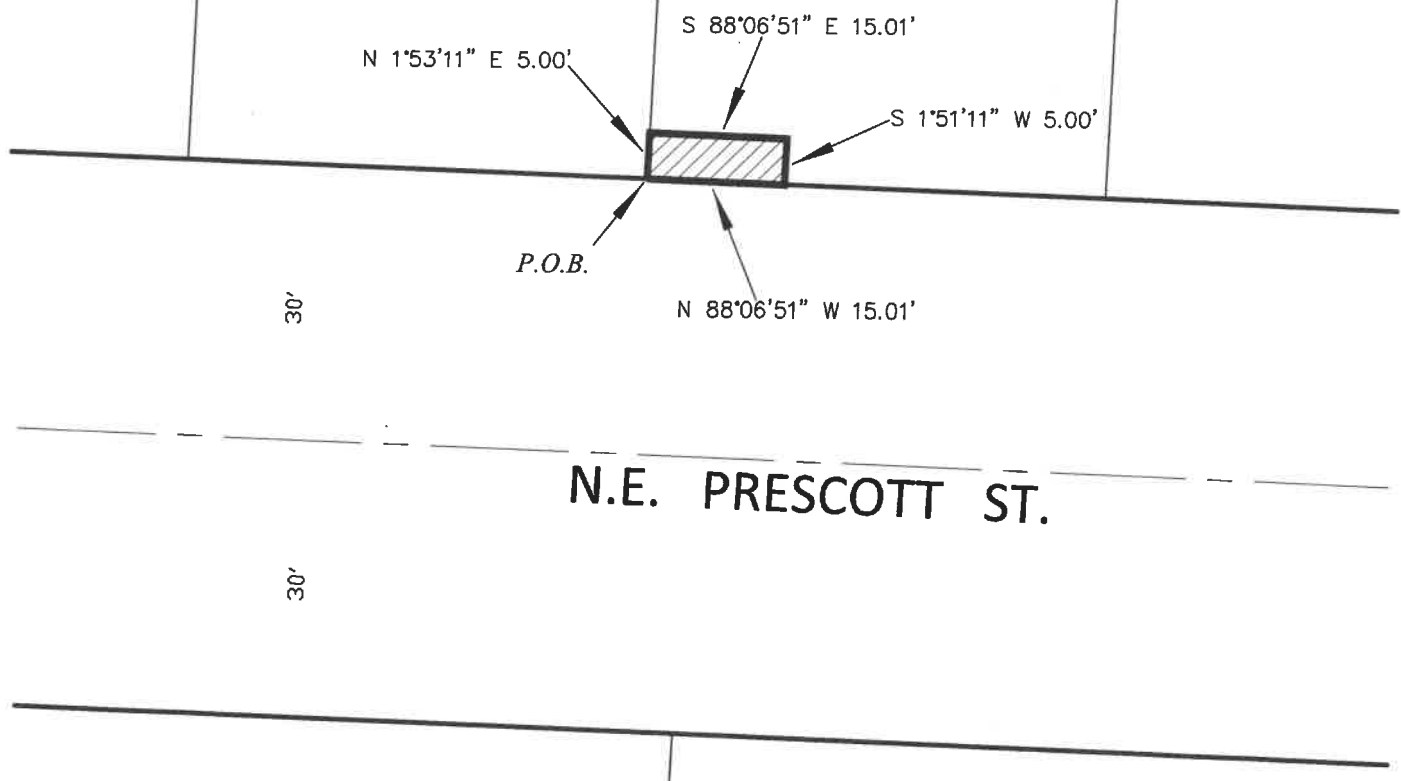 S 88°06'51" E 15.01'
N 1°53'11" E 5.00'
S 1°51'11" W 5.00'
P.O.B.
N 88°06'51" W 15.01'
30'
N.E. PRESCOTT ST.
30'